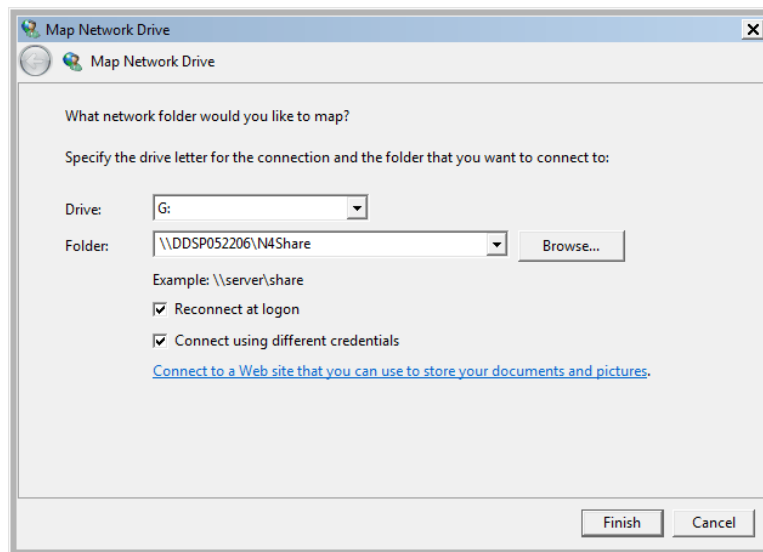 Map Network Drive
Map Network Drive
What network folder would you like to map?
Specify the drive letter for the connection and the folder that you want to connect to:
Drive: G:
Folder: \\DDSP052206\N4Share Browse...
Example: \\server\share
Reconnect at logon
Connect using different credentials
Connect to a Web site that you can use to store your documents and pictures.
Finish Cancel